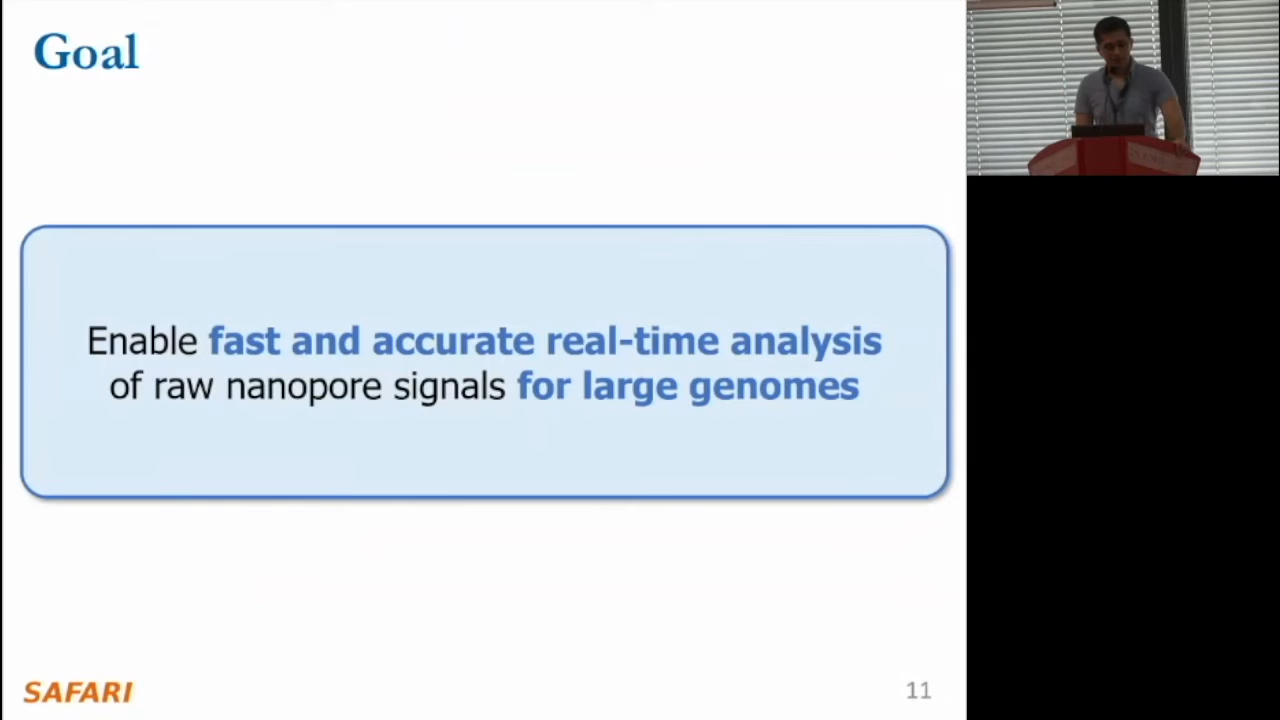 Goal
Enable fast and accurate real-time analysis
of raw nanopore signals for large genomes
SAFARI
11